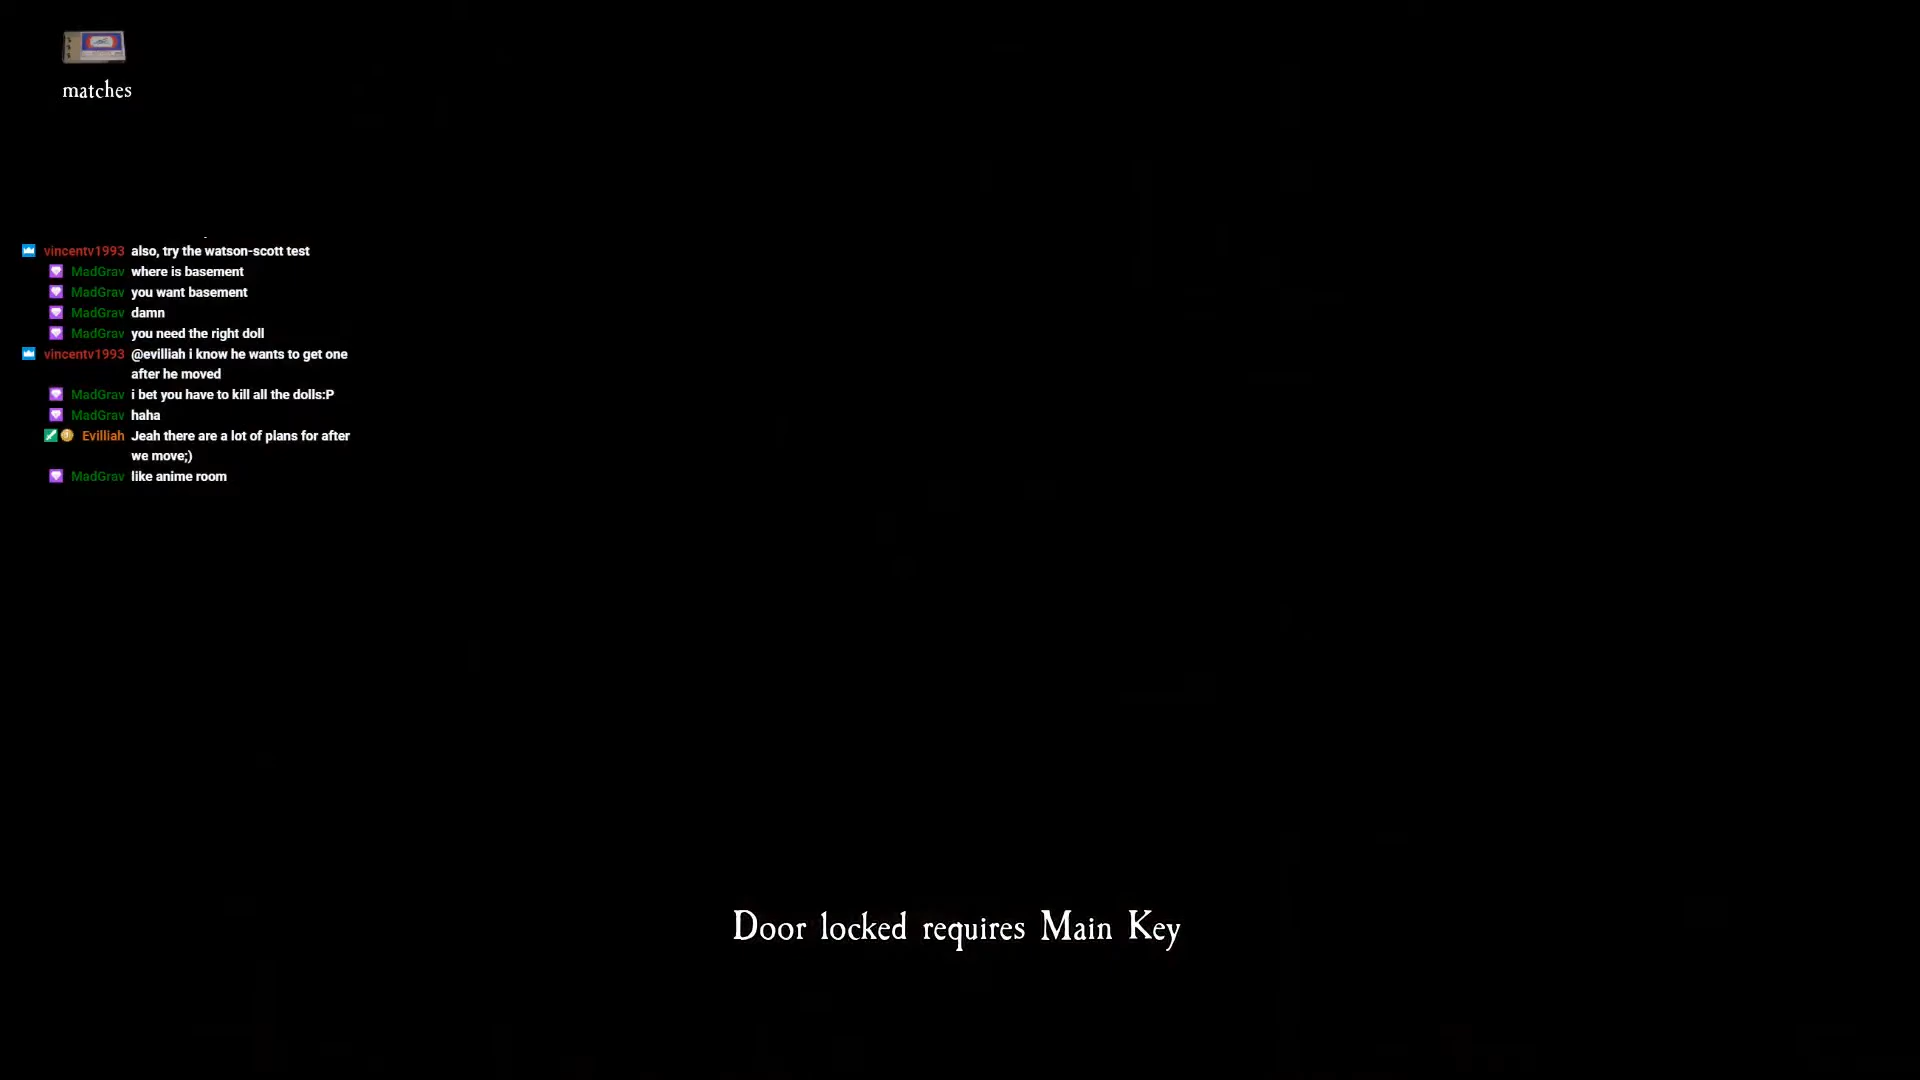 matches
vincentv1993 also, try the watson-scott test
MadGrav where is basement
MadGrav you want basement
MadGrav damn
MadGrav you need the right doll
vincentv1993 @evilliah i know he wants to get one
after he moved
MadGrav i bet you have to kill all the dolls:P
MadGrav haha
Evilliah Jeah there are a lot of plans for after
we move;)
MadGrav like anime room
Door locked requires Main Key